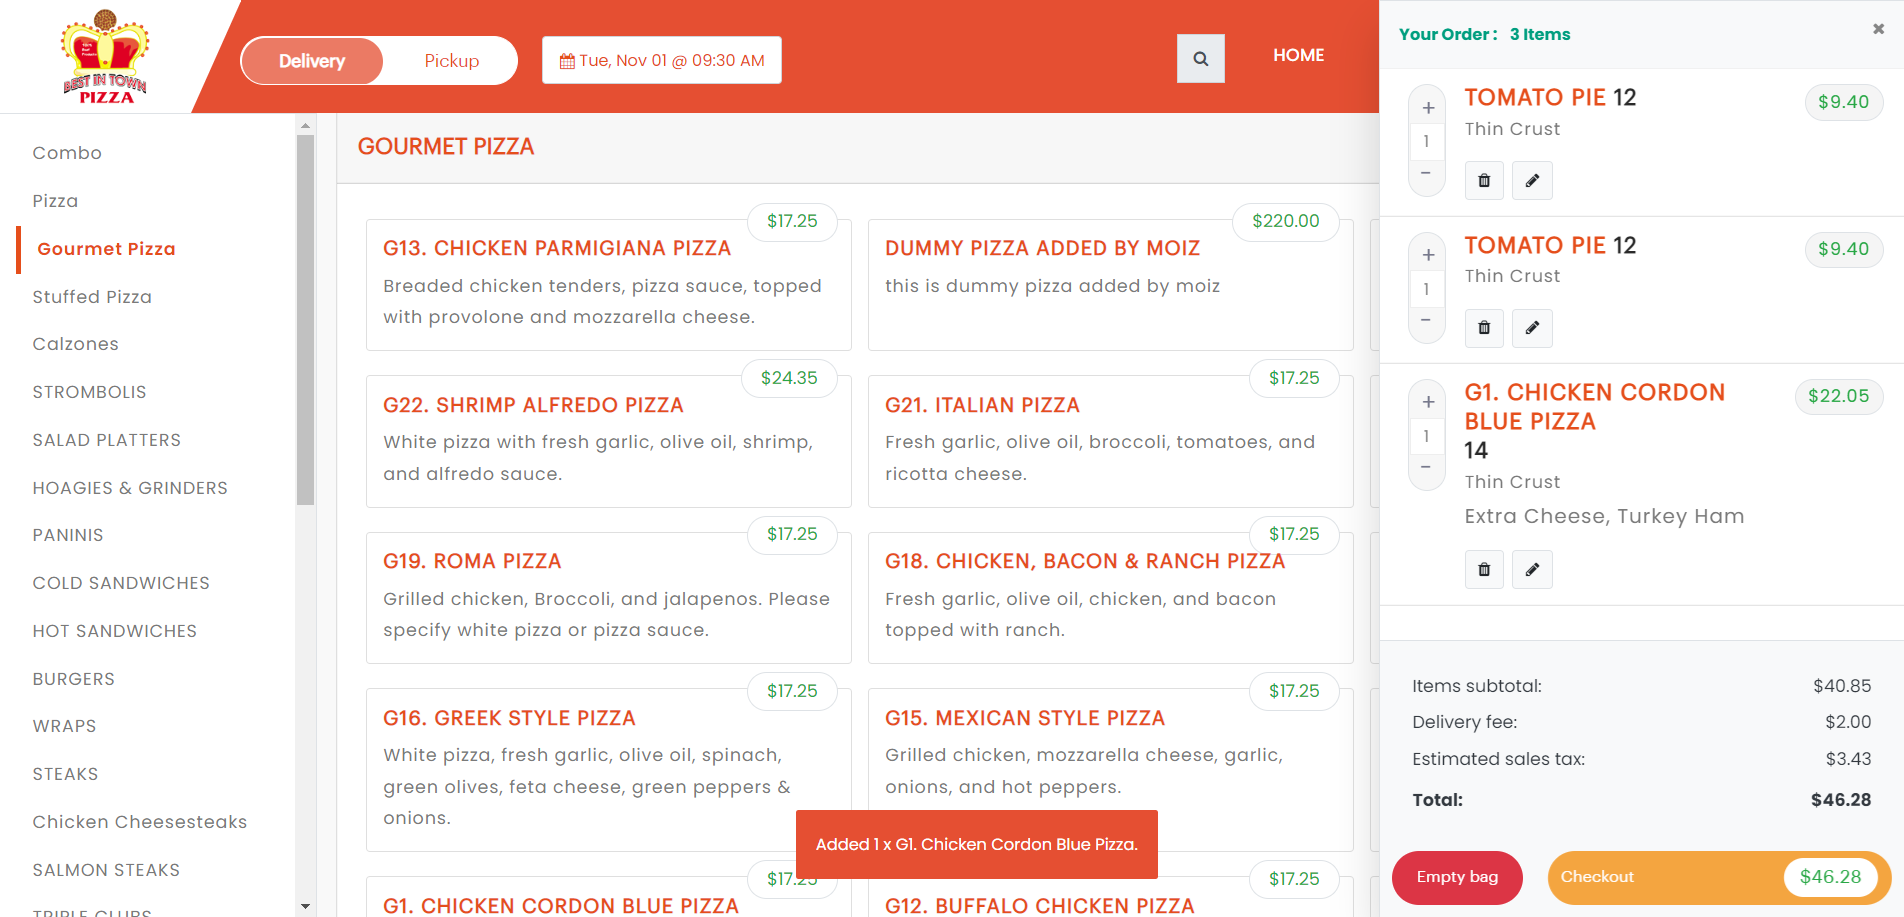 BEST IN TOWN
PIZZA
Delivery
Pickup
Tue, Nov 01 @ 09:30 AM
HOME
Combo
Pizza
Gourmet Pizza
Stuffed Pizza
Calzones
STROMBOLIS
SALAD PLATTERS
HOAGIES & GRINDERS
PANINIS
COLD SANDWICHES
HOT SANDWICHES
BURGERS
WRAPS
STEAKS
Chicken Cheesesteaks
SALMON STEAKS
TRIPLE CLUBS
GOURMET PIZZA
$17.25
G13. CHICKEN PARMIGIANA PIZZA
Breaded chicken tenders, pizza sauce, topped
with provolone and mozzarella cheese.
$220.00
DUMMY PIZZA ADDED BY MOIZ
this is dummy pizza added by moiz
$24.35
G22. SHRIMP ALFREDO PIZZA
White pizza with fresh garlic, olive oil, shrimp,
and alfredo sauce.
$17.25
G21. ITALIAN PIZZA
Fresh garlic, olive oil, broccoli, tomatoes, and
ricotta cheese.
$17.25
G19. ROMA PIZZA
Grilled chicken, Broccoli, and jalapenos. Please
specify white pizza or pizza sauce.
$17.25
G18. CHICKEN, BACON & RANCH PIZZA
Fresh garlic, olive oil, chicken, and bacon
topped with ranch.
$17.25
G16. GREEK STYLE PIZZA
White pizza, fresh garlic, olive oil, spinach,
green olives, feta cheese, green peppers &
onions.
$17.25
G15. MEXICAN STYLE PIZZA
Grilled chicken, mozzarella cheese, garlic,
onions, and hot peppers.
$17.25
G1. CHICKEN CORDON BLUE PIZZA
$17.25
G12. BUFFALO CHICKEN PIZZA
Added 1 x G1. Chicken Cordon Blue Pizza.
Your Order : 3 Items
+
1
−
TOMATO PIE 12
Thin Crust
$9.40
+
1
−
TOMATO PIE 12
Thin Crust
$9.40
+
1
−
G1. CHICKEN CORDON
BLUE PIZZA
14
Thin Crust
Extra Cheese, Turkey Ham
$22.05
Items subtotal: $40.85
Delivery fee: $2.00
Estimated sales tax: $3.43
Total: $46.28
Empty bag
Checkout $46.28